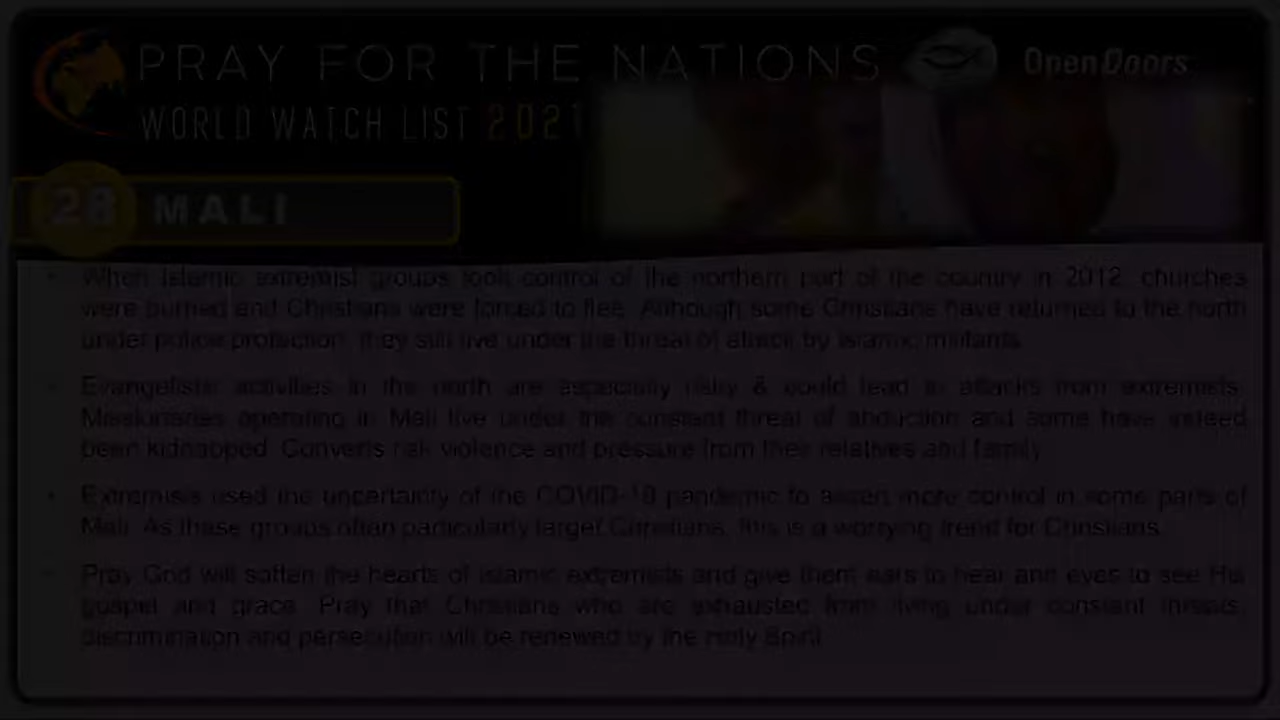 PRAY FOR THE NATIONS
OpenDoors
WORLD WATCH LIST 2021
28 MALI
• When Islamic extremist groups took control of the northern part of the country in 2012, churches
were burned and Christians were forced to flee. Although some Christians have returned to the north
under police protection, they still live under the threat of attack by Islamic militants.
• Evangelistic activities in the north are especially risky & could lead to attacks from extremists.
Missionaries operating in Mali live under the constant threat of abduction and some have indeed
been kidnapped. Converts risk violence and pressure from their relatives and family.
• Extremists used the uncertainty of the COVID-19 pandemic to assert more control in some parts of
Mali. As these groups often particularly target Christians, this is a worrying trend for Christians.
• Pray God will soften the hearts of Islamic extremists and give them ears to hear and eyes to see His
gospel and grace. Pray that Christians who are exhausted from living under constant threats,
discrimination and persecution will be renewed by the Holy Spirit.